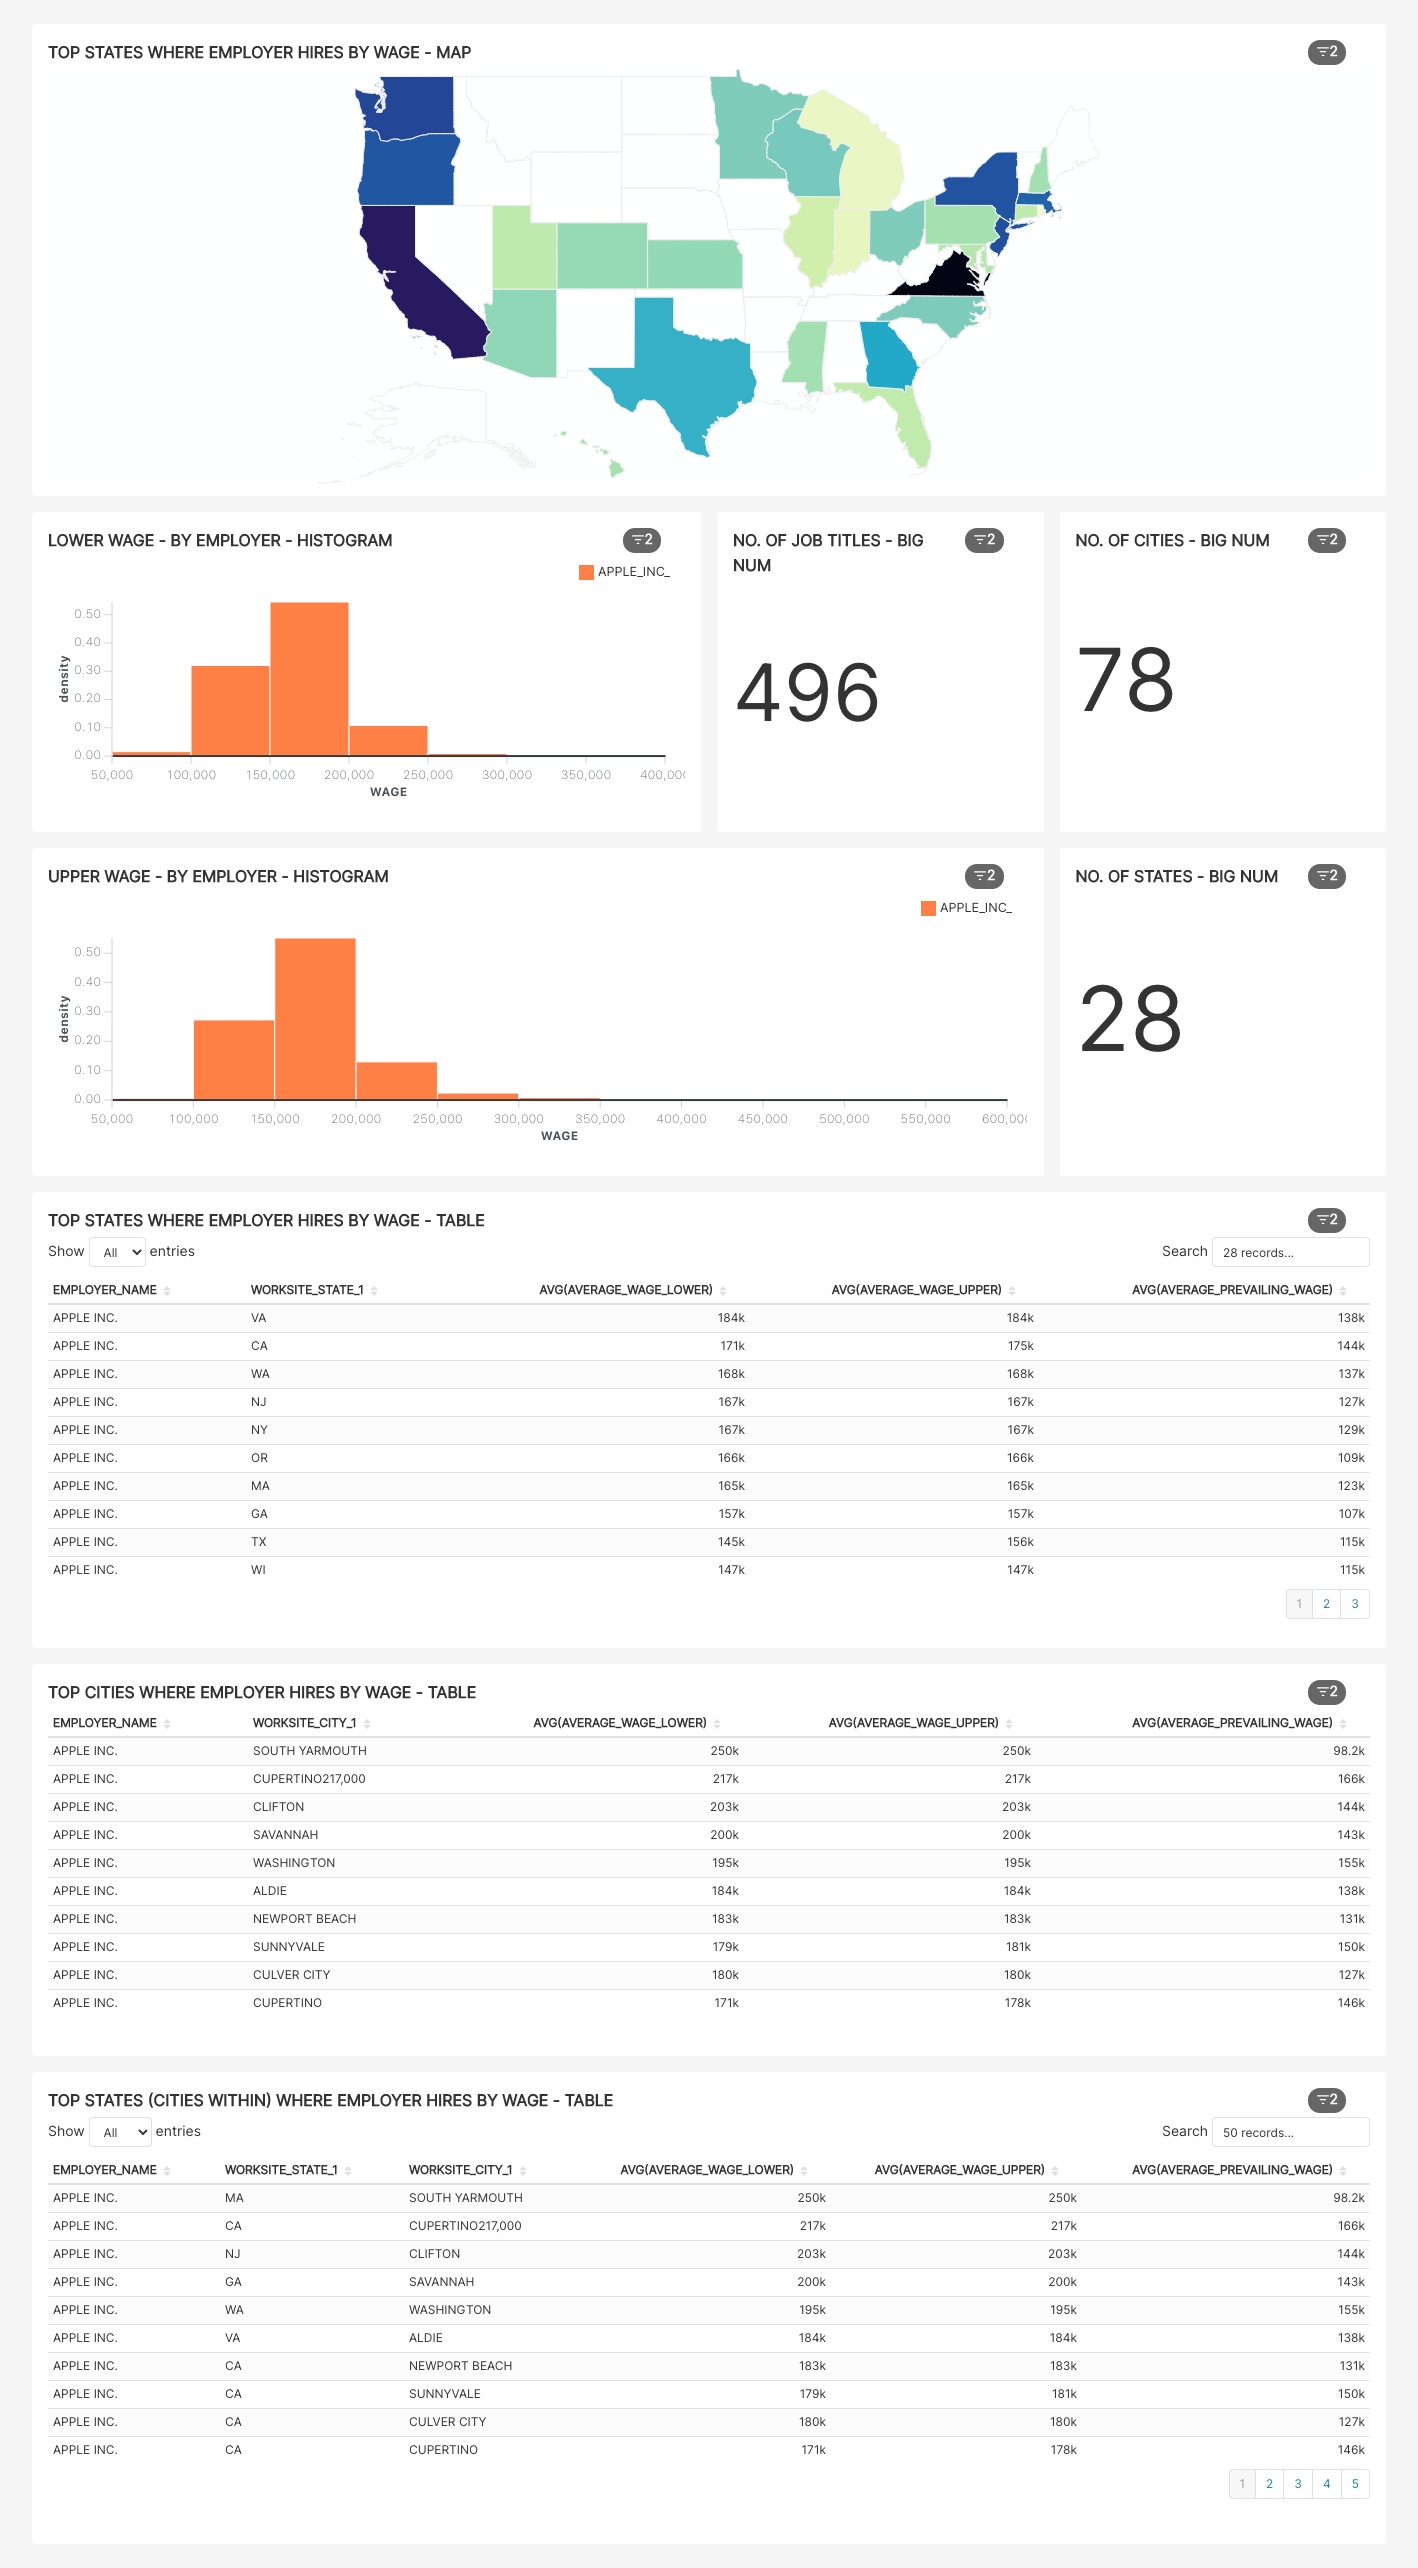 TOP STATES WHERE EMPLOYER HIRES BY WAGE - MAP
2
LOWER WAGE - BY EMPLOYER - HISTOGRAM
2
APPLE_INC_
0.50
0.40
0.30
0.20
0.10
0.00
density
50,000 100,000 150,000 200,000 250,000 300,000 350,000 400,000
WAGE
NO. OF JOB TITLES - BIG
NUM
2
496
NO. OF CITIES - BIG NUM
2
78
UPPER WAGE - BY EMPLOYER - HISTOGRAM
2
APPLE_INC_
0.50
0.40
0.30
0.20
0.10
0.00
density
50,000 100,000 150,000 200,000 250,000 300,000 350,000 400,000 450,000 500,000 550,000 600,000
WAGE
NO. OF STATES - BIG NUM
2
28
TOP STATES WHERE EMPLOYER HIRES BY WAGE - TABLE
2
Show All entries Search 28 records...
EMPLOYER_NAME WORKSITE_STATE_1 AVG(AVERAGE_WAGE_LOWER) AVG(AVERAGE_WAGE_UPPER) AVG(AVERAGE_PREVAILING_WAGE)
APPLE INC. VA 184k 184k 138k
APPLE INC. CA 171k 175k 144k
APPLE INC. WA 168k 168k 137k
APPLE INC. NJ 167k 167k 127k
APPLE INC. NY 167k 167k 129k
APPLE INC. OR 166k 166k 109k
APPLE INC. MA 165k 165k 123k
APPLE INC. GA 157k 157k 107k
APPLE INC. TX 145k 156k 115k
APPLE INC. WI 147k 147k 115k
1 2 3
TOP CITIES WHERE EMPLOYER HIRES BY WAGE - TABLE
2
EMPLOYER_NAME WORKSITE_CITY_1 AVG(AVERAGE_WAGE_LOWER) AVG(AVERAGE_WAGE_UPPER) AVG(AVERAGE_PREVAILING_WAGE)
APPLE INC. SOUTH YARMOUTH 250k 250k 98.2k
APPLE INC. CUPERTINO217,000 217k 217k 166k
APPLE INC. CLIFTON 203k 203k 144k
APPLE INC. SAVANNAH 200k 200k 143k
APPLE INC. WASHINGTON 195k 195k 155k
APPLE INC. ALDIE 184k 184k 138k
APPLE INC. NEWPORT BEACH 183k 183k 131k
APPLE INC. SUNNYVALE 179k 181k 150k
APPLE INC. CULVER CITY 180k 180k 127k
APPLE INC. CUPERTINO 171k 178k 146k
TOP STATES (CITIES WITHIN) WHERE EMPLOYER HIRES BY WAGE - TABLE
2
Show All entries Search 50 records...
EMPLOYER_NAME WORKSITE_STATE_1 WORKSITE_CITY_1 AVG(AVERAGE_WAGE_LOWER) AVG(AVERAGE_WAGE_UPPER) AVG(AVERAGE_PREVAILING_WAGE)
APPLE INC. MA SOUTH YARMOUTH 250k 250k 98.2k
APPLE INC. CA CUPERTINO217,000 217k 217k 166k
APPLE INC. NJ CLIFTON 203k 203k 144k
APPLE INC. GA SAVANNAH 200k 200k 143k
APPLE INC. WA WASHINGTON 195k 195k 155k
APPLE INC. VA ALDIE 184k 184k 138k
APPLE INC. CA NEWPORT BEACH 183k 183k 131k
APPLE INC. CA SUNNYVALE 179k 181k 150k
APPLE INC. CA CULVER CITY 180k 180k 127k
APPLE INC. CA CUPERTINO 171k 178k 146k
1 2 3 4 5